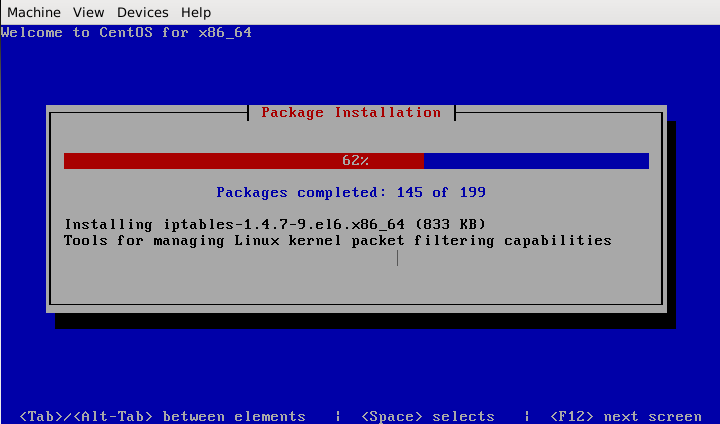 Machine View Devices Help
Welcome to CentOS for x86_64
Package Installation
62%
Packages completed: 145 of 199
Installing iptables-1.4.7-9.el6.x86_64 (833 KB)
Tools for managing Linux kernel packet filtering capabilities
<Tab>/<Alt-Tab> between elements | <Space> selects | <F12> next screen